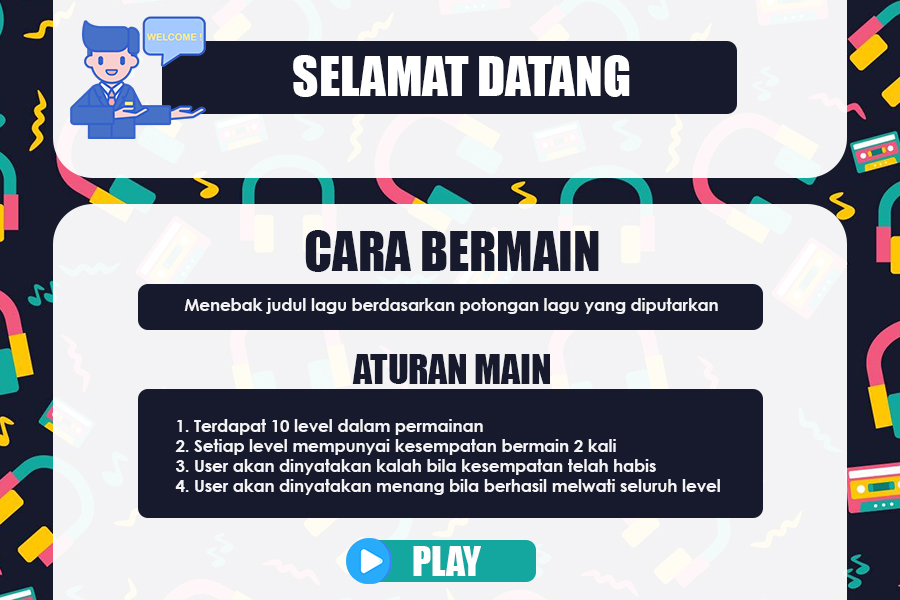 WELCOME !
SELAMAT DATANG
CARA BERMAIN
Menebak judul lagu berdasarkan potongan lagu yang diputarkan
ATURAN MAIN
1. Terdapat 10 level dalam permainan
2. Setiap level mempunyai kesempatan bermain 2 kali
3. User akan dinyatakan kalah bila kesempatan telah habis
4. User akan dinyatakan menang bila berhasil melwati seluruh level
PLAY